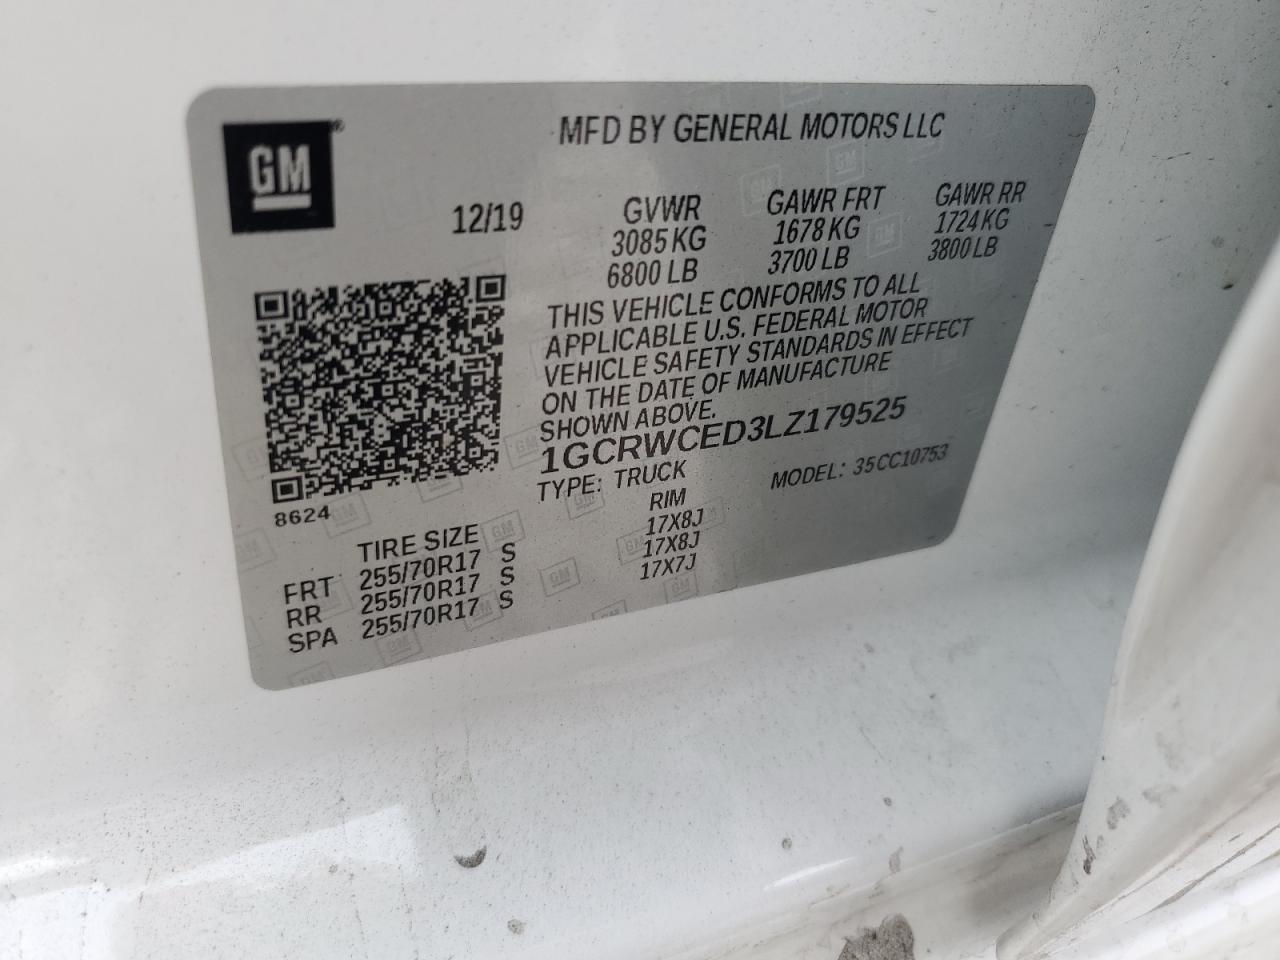 GM
MFD BY GENERAL MOTORS LLC
12/19
GVWR
3085 KG
6800 LB
GAWR FRT
1678 KG
3700 LB
GAWR RR
1724 KG
3800 LB
THIS VEHICLE CONFORMS TO ALL
APPLICABLE U.S. FEDERAL MOTOR
VEHICLE SAFETY STANDARDS IN EFFECT
ON THE DATE OF MANUFACTURE
SHOWN ABOVE.
1GCRWCED3LZ179525
TYPE: TRUCK
MODEL: 35CC10753
8624
TIRE SIZE RIM
FRT 255/70R17 S 17X8J
RR 255/70R17 S 17X8J
SPA 255/70R17 S 17X7J